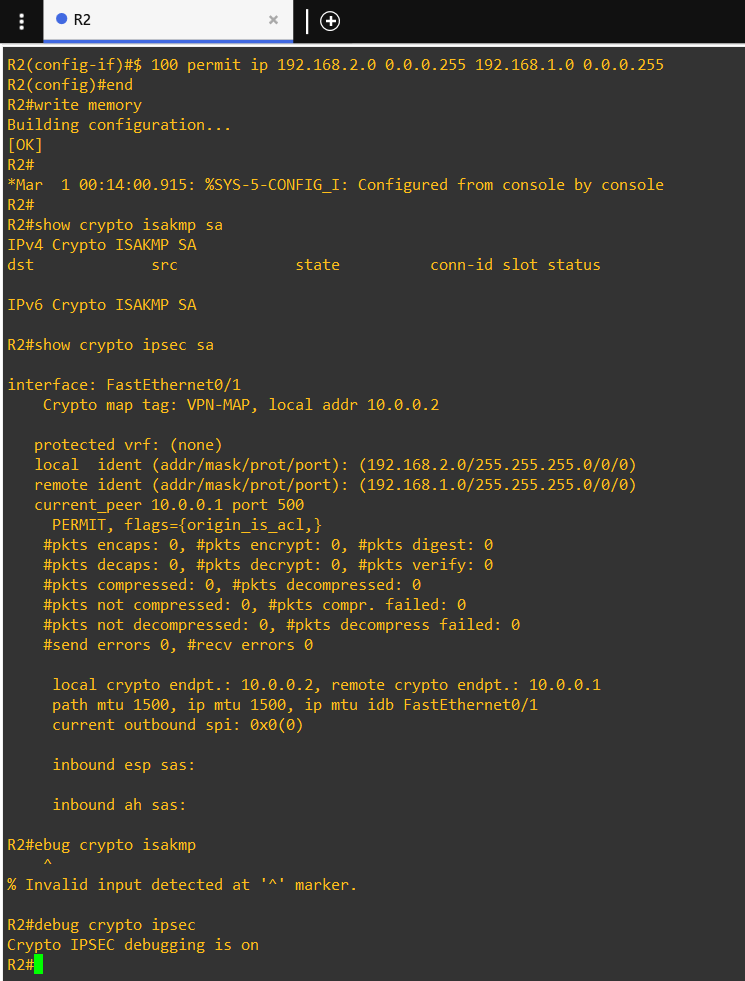 R2
R2(config-if)#$ 100 permit ip 192.168.2.0 0.0.0.255 192.168.1.0 0.0.0.255
R2(config)#end
R2#write memory
Building configuration...
[OK]
R2#
*Mar  1 00:14:00.915: %SYS-5-CONFIG_I: Configured from console by console
R2#
R2#show crypto isakmp sa
IPv4 Crypto ISAKMP SA
dst             src             state          conn-id slot status
IPv6 Crypto ISAKMP SA
R2#show crypto ipsec sa
interface: FastEthernet0/1
    Crypto map tag: VPN-MAP, local addr 10.0.0.2
   protected vrf: (none)
   local  ident (addr/mask/prot/port): (192.168.2.0/255.255.255.0/0/0)
   remote ident (addr/mask/prot/port): (192.168.1.0/255.255.255.0/0/0)
   current_peer 10.0.0.1 port 500
     PERMIT, flags={origin_is_acl,}
    #pkts encaps: 0, #pkts encrypt: 0, #pkts digest: 0
    #pkts decaps: 0, #pkts decrypt: 0, #pkts verify: 0
    #pkts compressed: 0, #pkts decompressed: 0
    #pkts not compressed: 0, #pkts compr. failed: 0
    #pkts not decompressed: 0, #pkts decompress failed: 0
    #send errors 0, #recv errors 0
     local crypto endpt.: 10.0.0.2, remote crypto endpt.: 10.0.0.1
     path mtu 1500, ip mtu 1500, ip mtu idb FastEthernet0/1
     current outbound spi: 0x0(0)
     inbound esp sas:
     inbound ah sas:
R2#ebug crypto isakmp
    ^
% Invalid input detected at '^' marker.
R2#debug crypto ipsec
Crypto IPSEC debugging is on
R2#